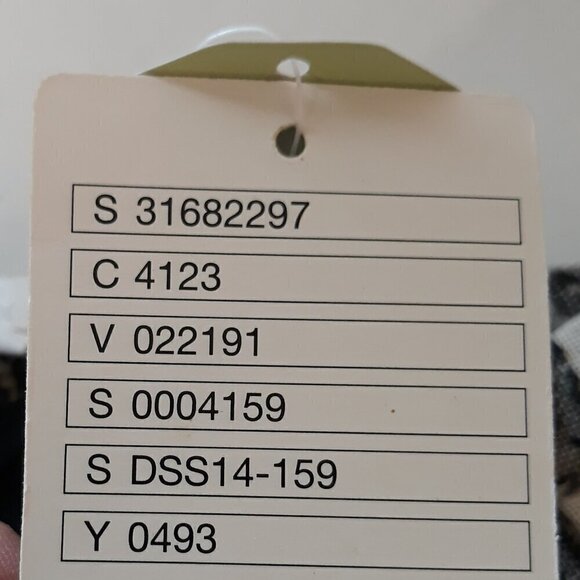 S 31682297
C 4123
V 022191
S 0004159
S DSS14-159
Y 0493